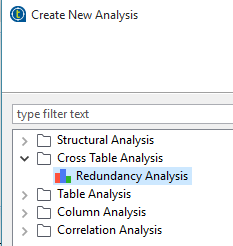 Create New Analysis
type filter text
Structural Analysis
Cross Table Analysis
Redundancy Analysis
Table Analysis
Column Analysis
Correlation Analysis